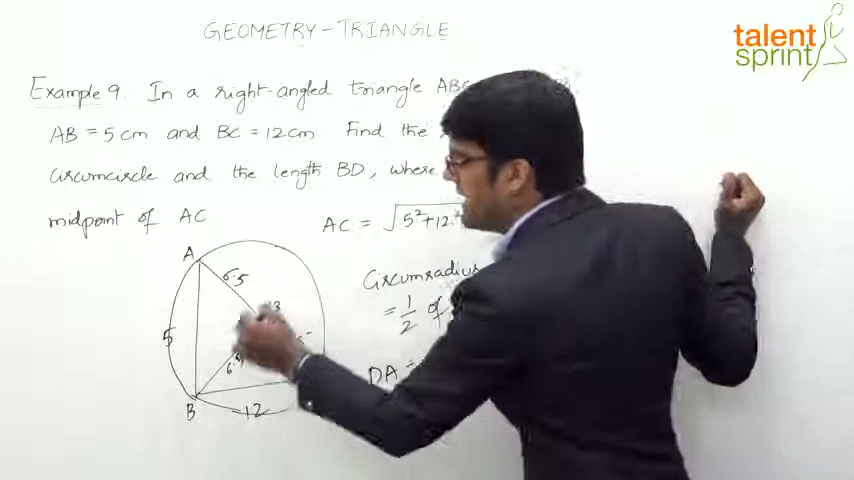 GEOMETRY - TRIANGLE
talent
sprint
Example 9. In a right-angled triangle ABC
AB = 5 cm and BC = 12 cm Find the
circumcircle and the length BD, where
midpoint of AC
AC = √5²+12²
A
6.5
Circumradius
13
= 1/2 of
5
6.5
DA =
B
12